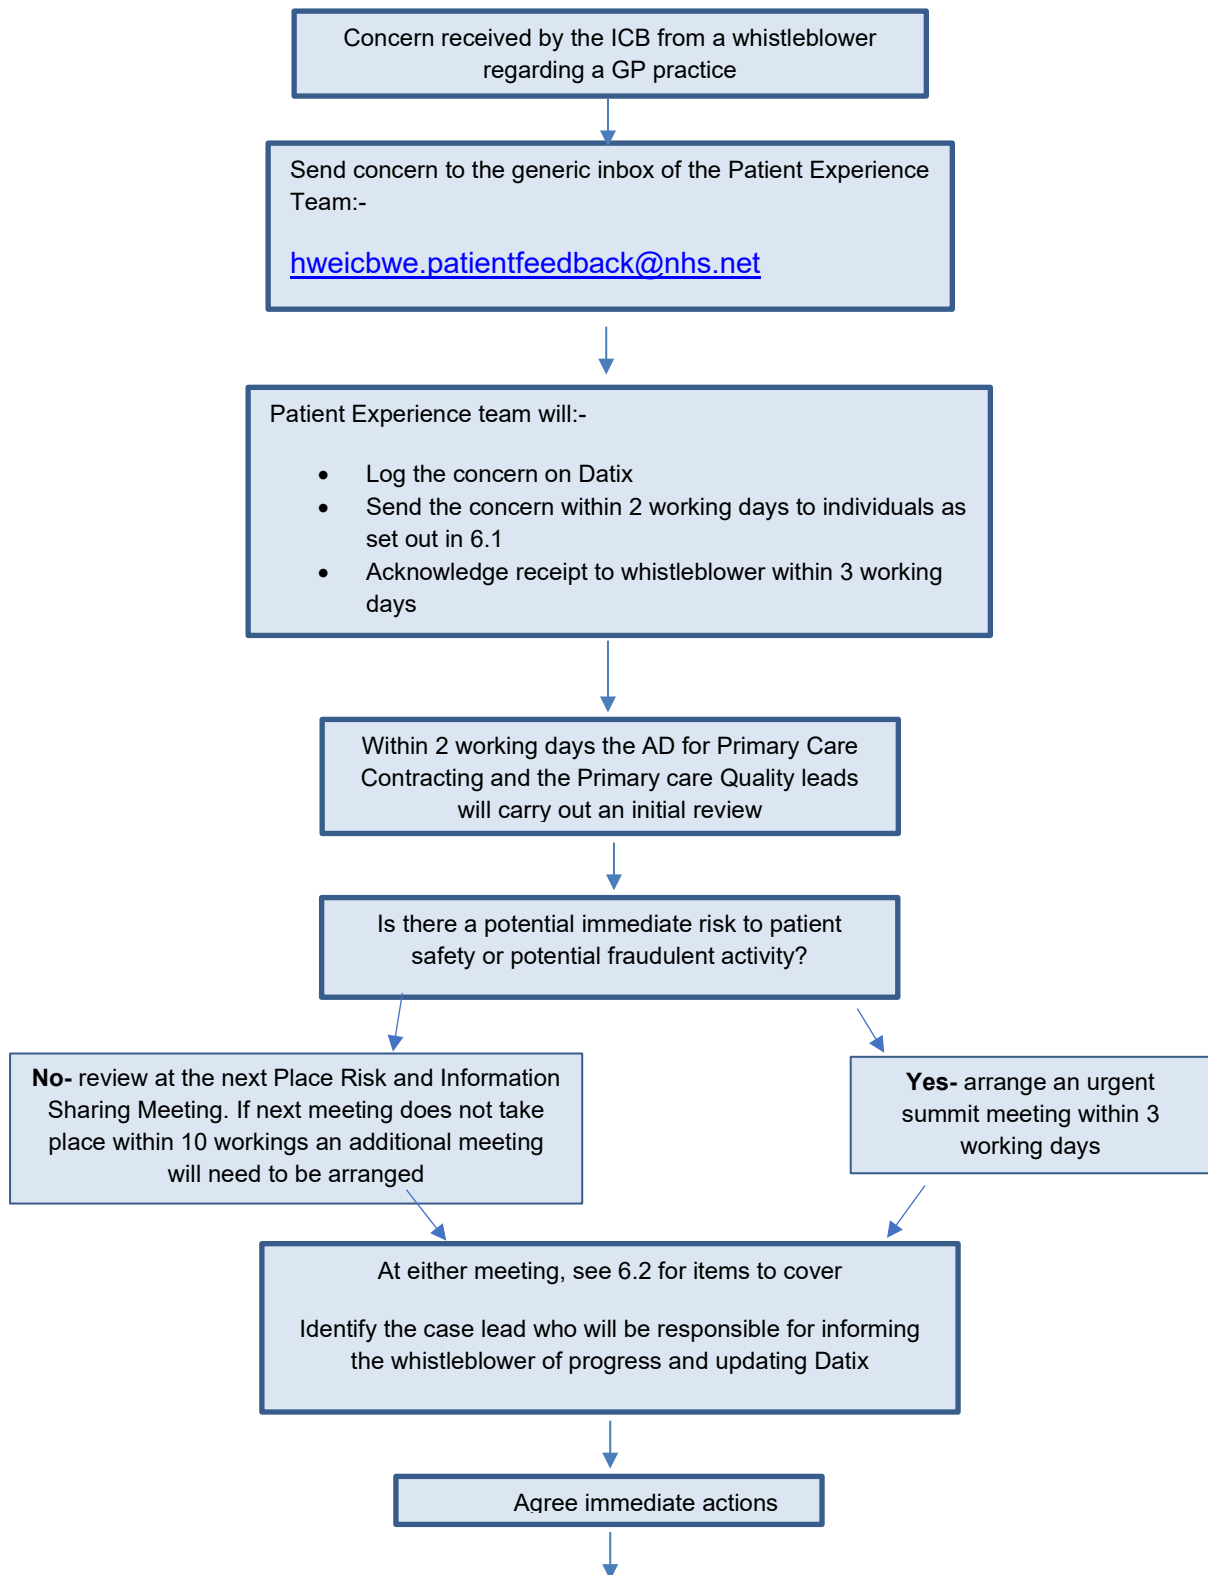 Concern received by the ICB from a whistleblower
regarding a GP practice
Send concern to the generic inbox of the Patient Experience
Team:-
hweicbwe.patientfeedback@nhs.net
Patient Experience team will:-
• Log the concern on Datix
• Send the concern within 2 working days to individuals as
set out in 6.1
• Acknowledge receipt to whistleblower within 3 working
days
Within 2 working days the AD for Primary Care
Contracting and the Primary care Quality leads
will carry out an initial review
Is there a potential immediate risk to patient
safety or potential fraudulent activity?
No- review at the next Place Risk and Information
Sharing Meeting. If next meeting does not take
place within 10 workings an additional meeting
will need to be arranged
Yes- arrange an urgent
summit meeting within 3
working days
At either meeting, see 6.2 for items to cover
Identify the case lead who will be responsible for informing
the whistleblower of progress and updating Datix
Agree immediate actions